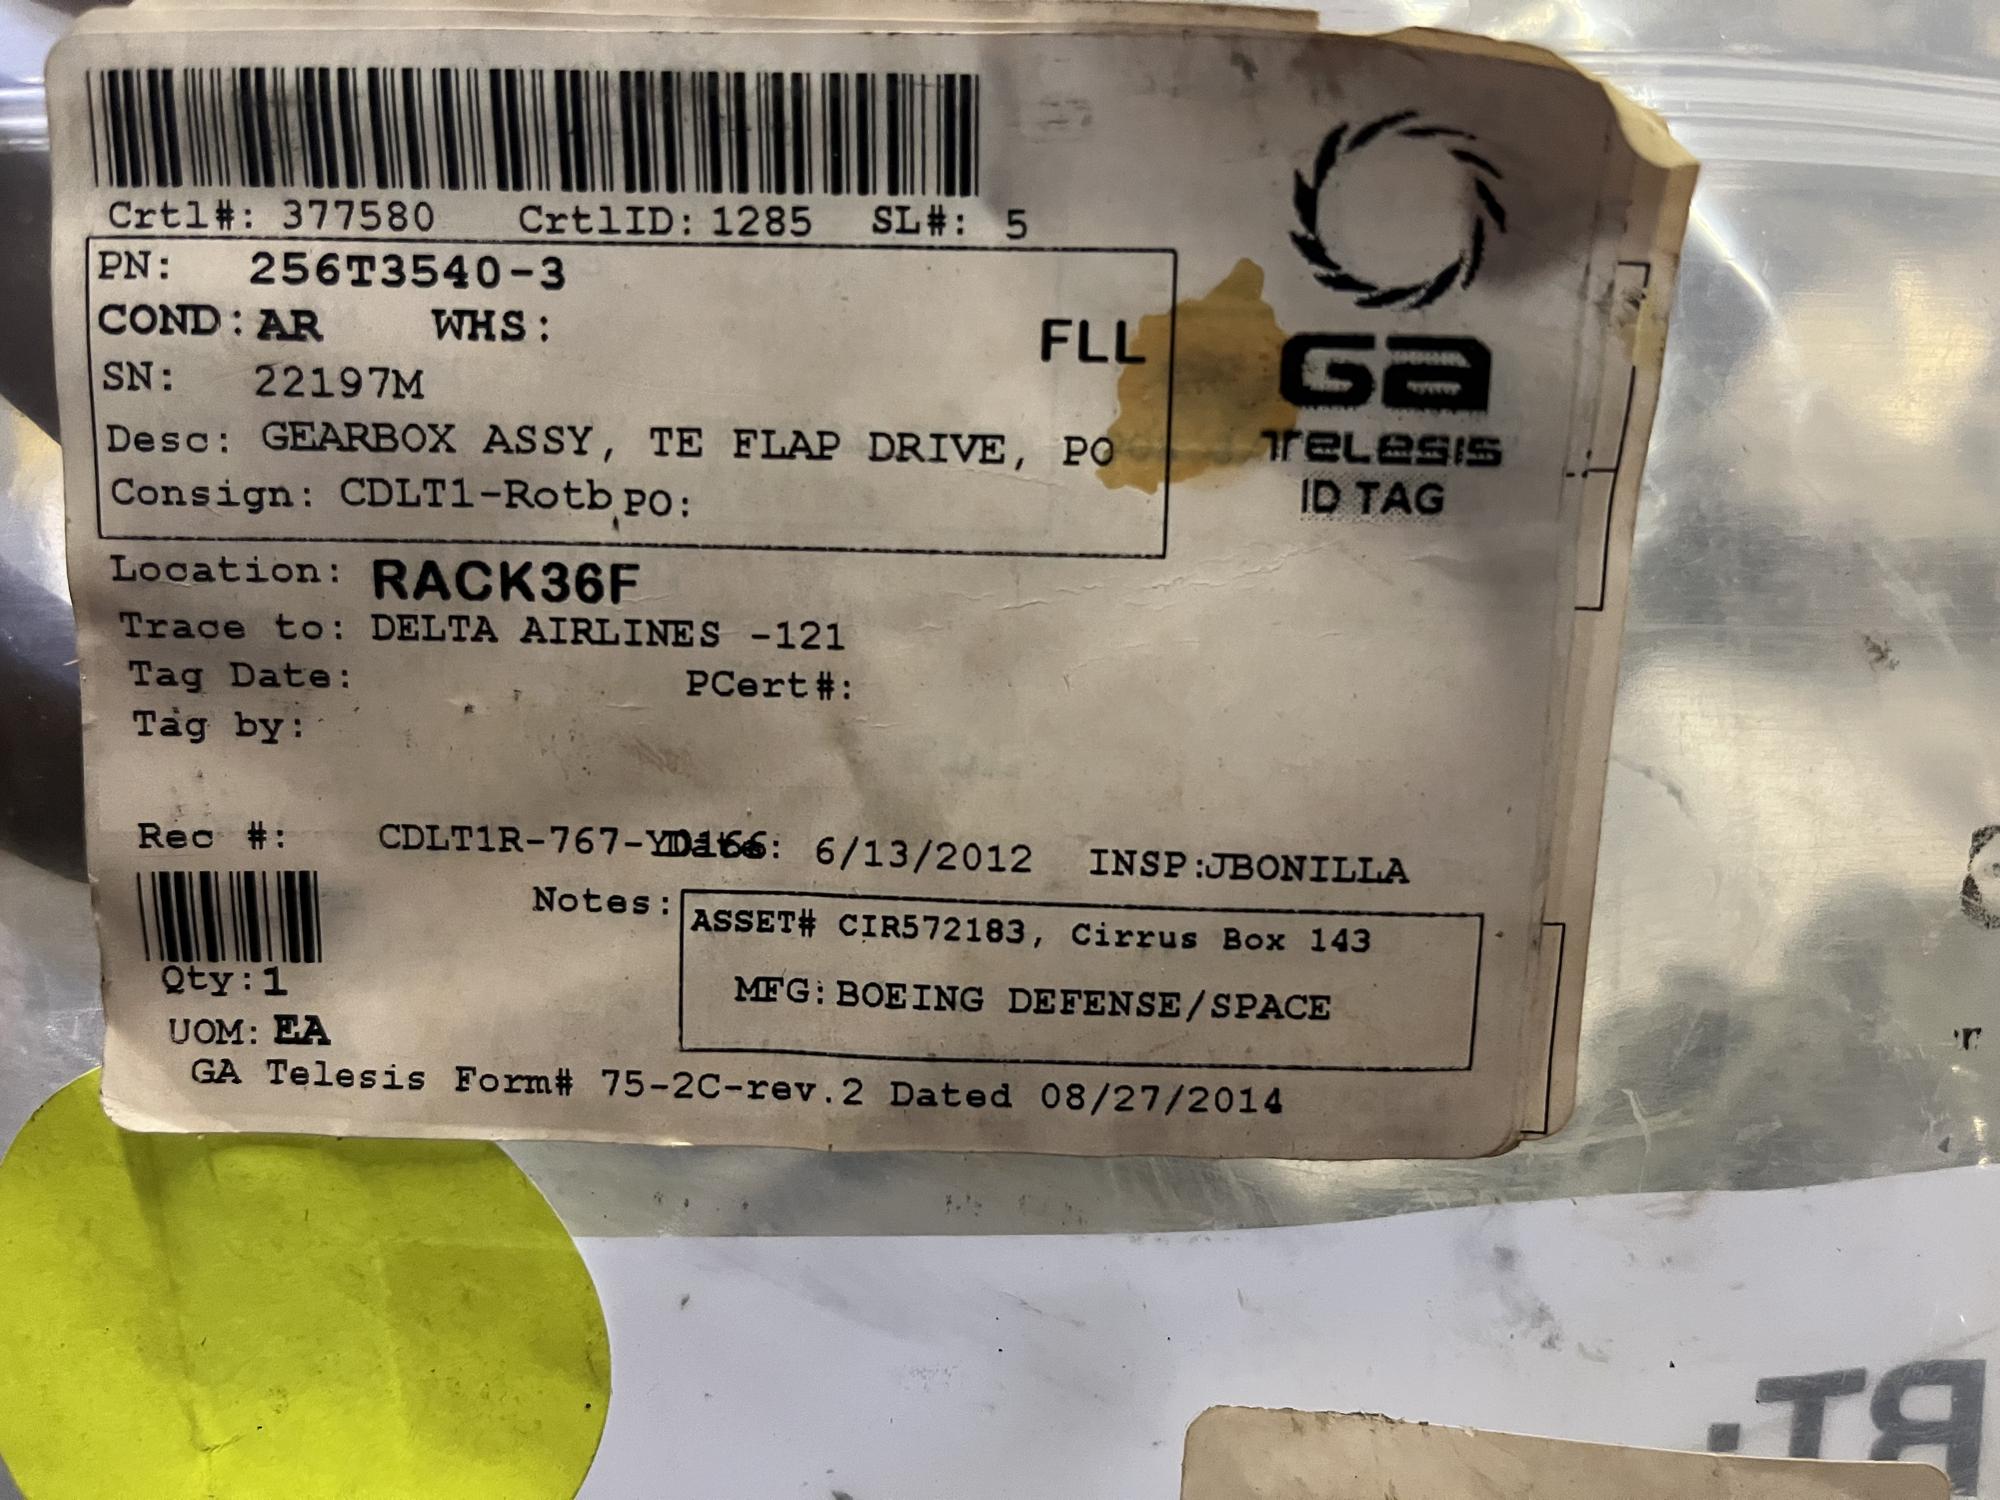 Crtl#: 377580 CrtlID: 1285 SL#: 5
PN: 256T3540-3
COND: AR WHS: FLL
SN: 22197M
Desc: GEARBOX ASSY, TE FLAP DRIVE, PO
Consign: CDLT1-Rotb PO:
GA
TELESIS
ID TAG
Location: RACK36F
Trace to: DELTA AIRLINES -121
Tag Date: PCert#:
Tag by:
Rec #: CDLT1R-767-YD166 Date: 6/13/2012 INSP:JBONILLA
Notes: ASSET# CIR572183, Cirrus Box 143
MFG: BOEING DEFENSE/SPACE
Qty: 1
UOM: EA
GA Telesis Form# 75-2C-rev.2 Dated 08/27/2014